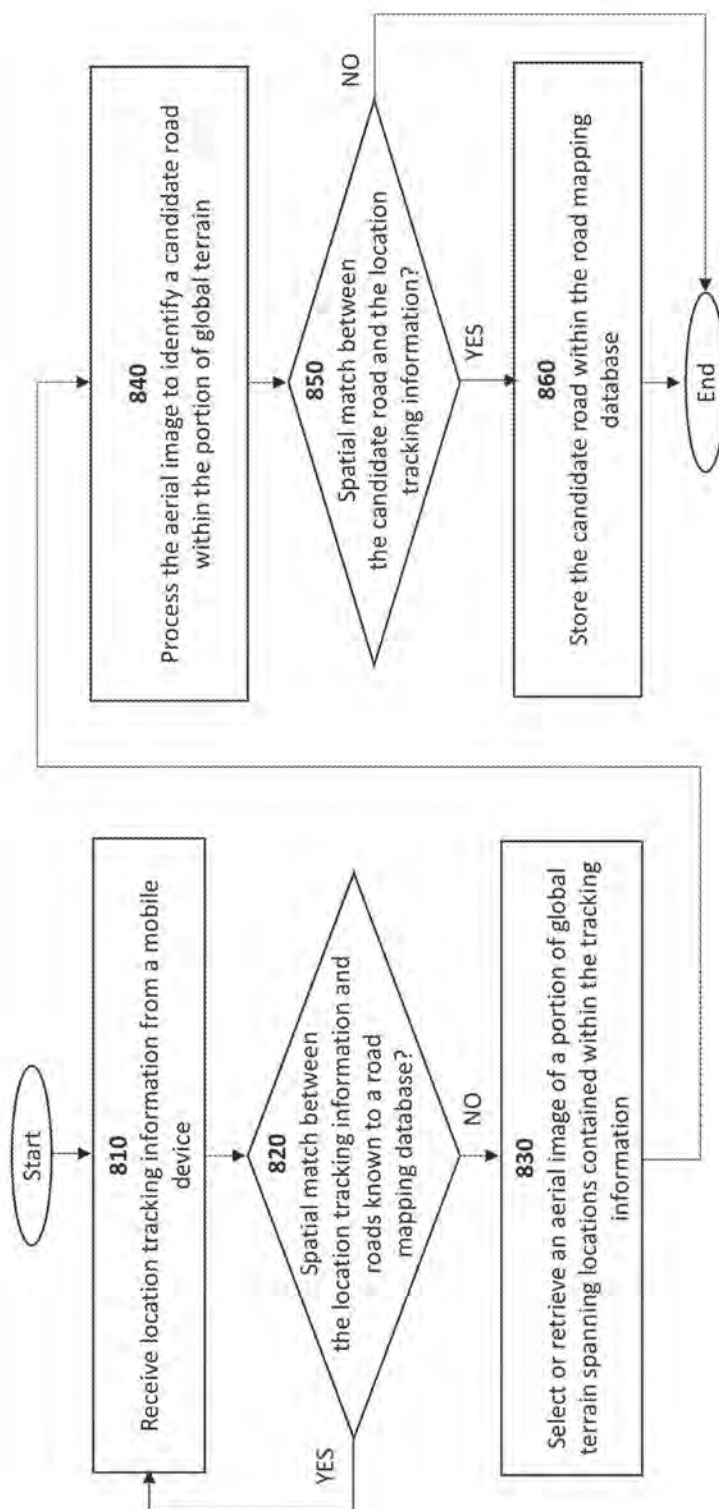 Start
810
Receive location tracking information from a mobile
device
820
Spatial match between
the location tracking information and
roads known to a road
mapping database?
YES
NO
830
Select or retrieve an aerial image of a portion of global
terrain spanning locations contained within the tracking
information
840
Process the aerial image to identify a candidate road
within the portion of global terrain
850
Spatial match between
the candidate road and the location
tracking information?
NO
YES
860
Store the candidate road within the road mapping
database
End